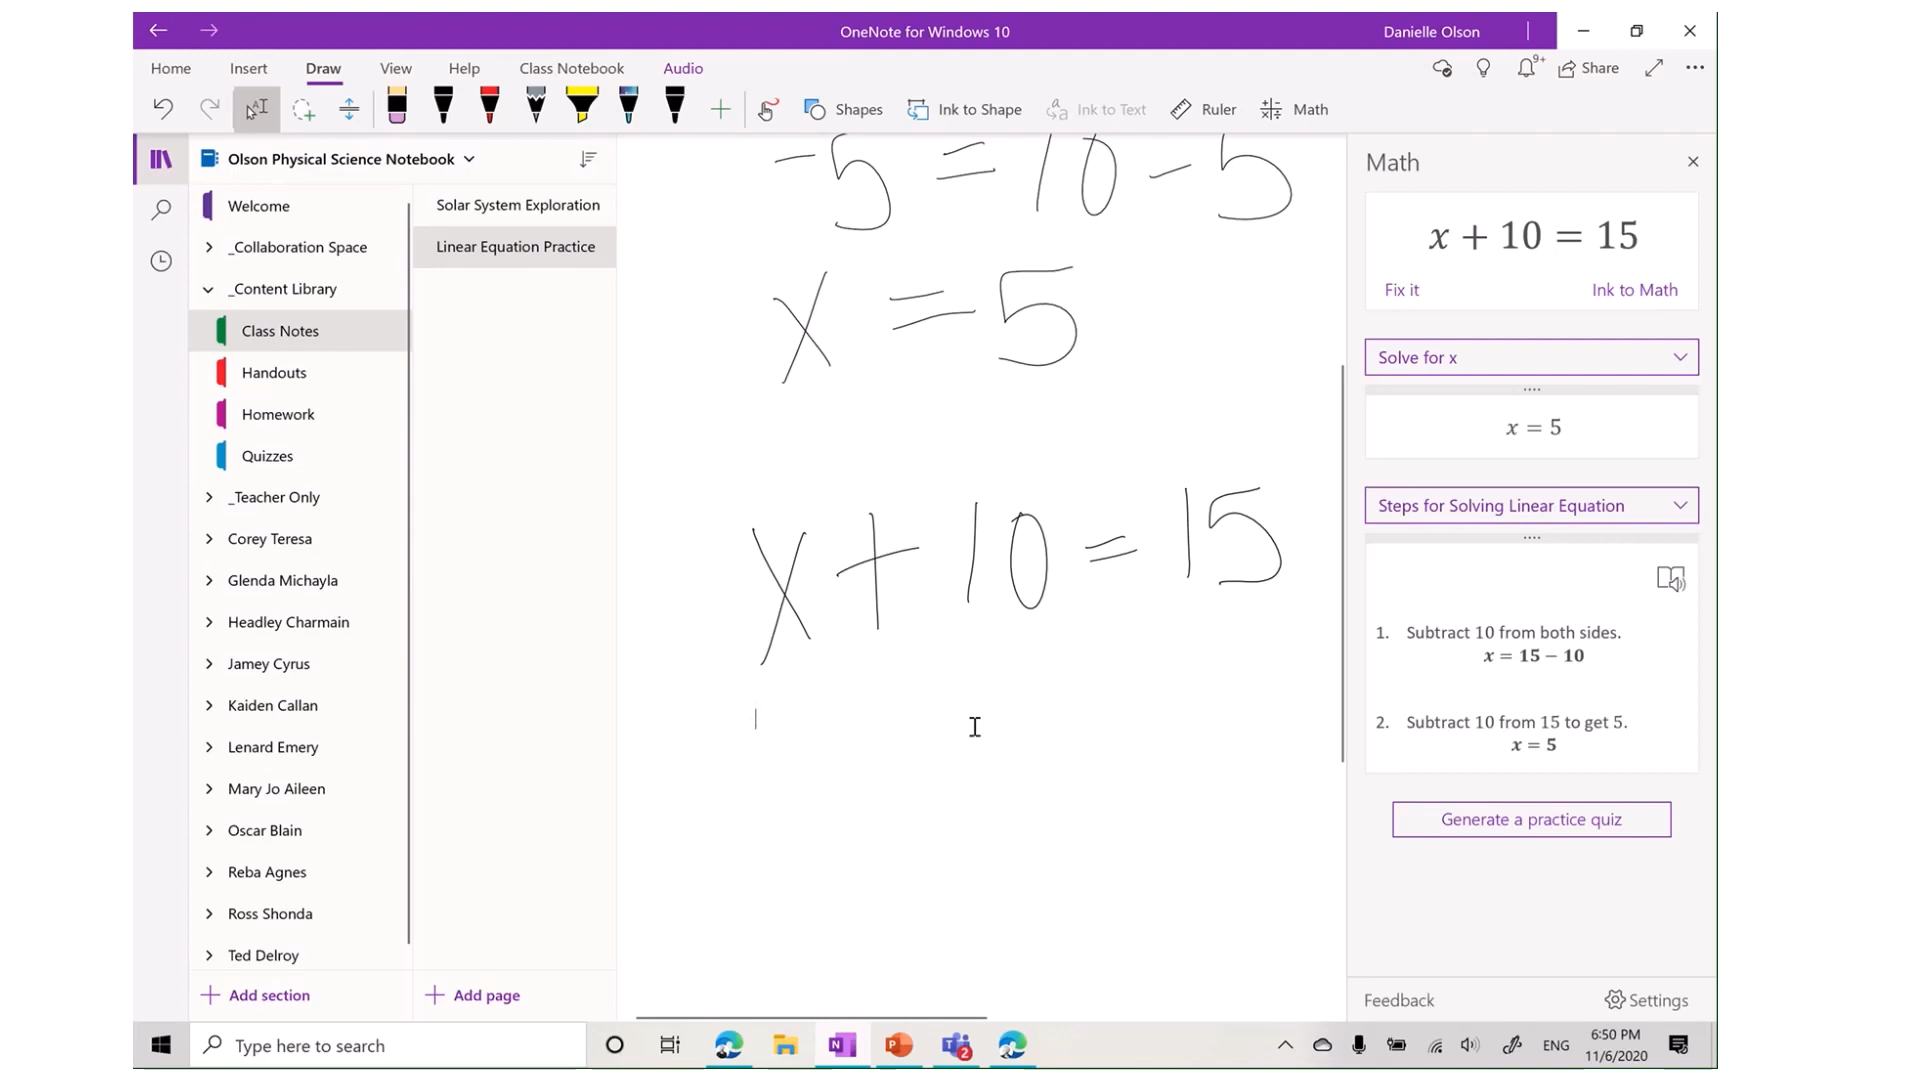 OneNote for Windows 10
Danielle Olson
Home Insert Draw View Help Class Notebook Audio
9+ Share
Shapes Ink to Shape Ink to Text Ruler Math
Olson Physical Science Notebook
Welcome
_Collaboration Space
_Content Library
Class Notes
Handouts
Homework
Quizzes
_Teacher Only
Corey Teresa
Glenda Michayla
Headley Charmain
Jamey Cyrus
Kaiden Callan
Lenard Emery
Mary Jo Aileen
Oscar Blain
Reba Agnes
Ross Shonda
Ted Delroy
Add section
Solar System Exploration
Linear Equation Practice
Add page
-5 = 10 - 5
x = 5
x + 10 = 15
Math
x + 10 = 15
Fix it Ink to Math
Solve for x
x = 5
Steps for Solving Linear Equation
1. Subtract 10 from both sides.
x = 15 − 10
2. Subtract 10 from 15 to get 5.
x = 5
Generate a practice quiz
Feedback Settings
Type here to search
N P 2
ENG
6:50 PM
11/6/2020